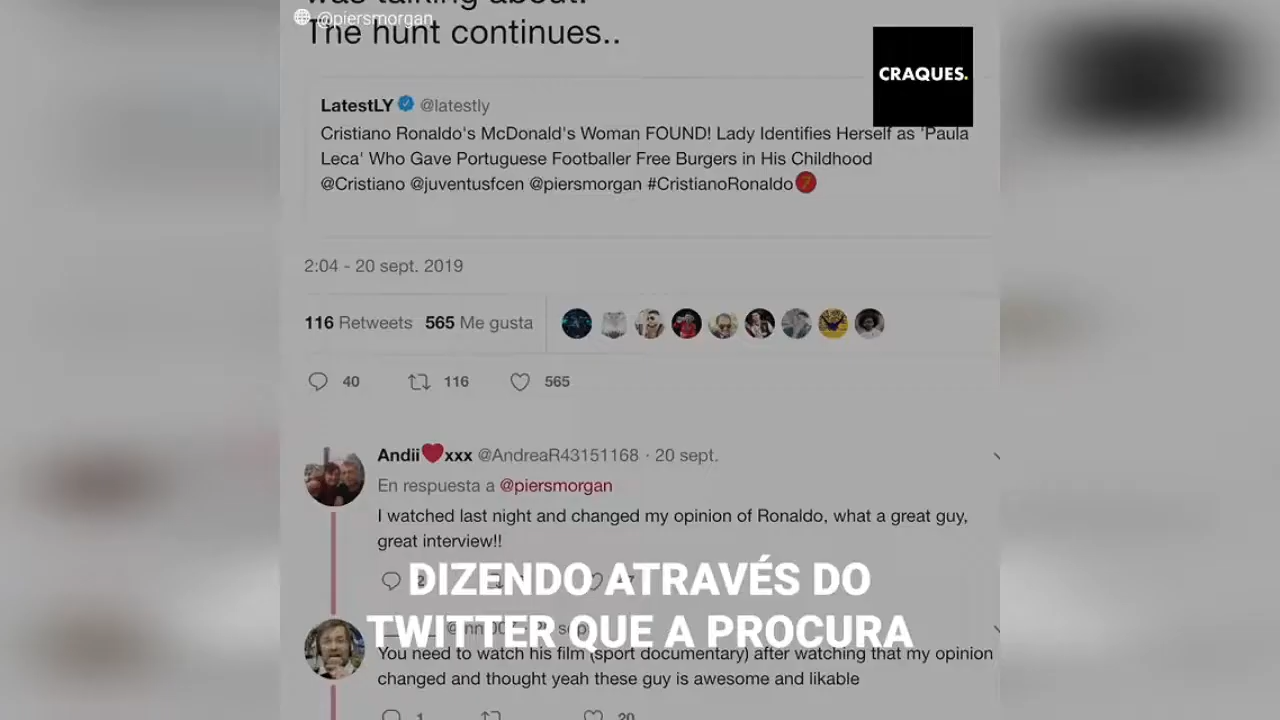 was talking about.
@piersmorgan
The hunt continues..
CRAQUES.
LatestLY @latestly
Cristiano Ronaldo's McDonald's Woman FOUND! Lady Identifies Herself as 'Paula
Leca' Who Gave Portuguese Footballer Free Burgers in His Childhood
@Cristiano @juventusfcen @piersmorgan #CristianoRonaldo
2:04 - 20 sept. 2019
116 Retweets 565 Me gusta
40 116 565
Andii❤xxx @AndreaR43151168 · 20 sept.
En respuesta a @piersmorgan
I watched last night and changed my opinion of Ronaldo, what a great guy,
great interview!!
DIZENDO ATRAVÉS DO
TWITTER QUE A PROCURA
You need to watch his film (sport documentary) after watching that my opinion
changed and thought yeah these guy is awesome and likable
1 20